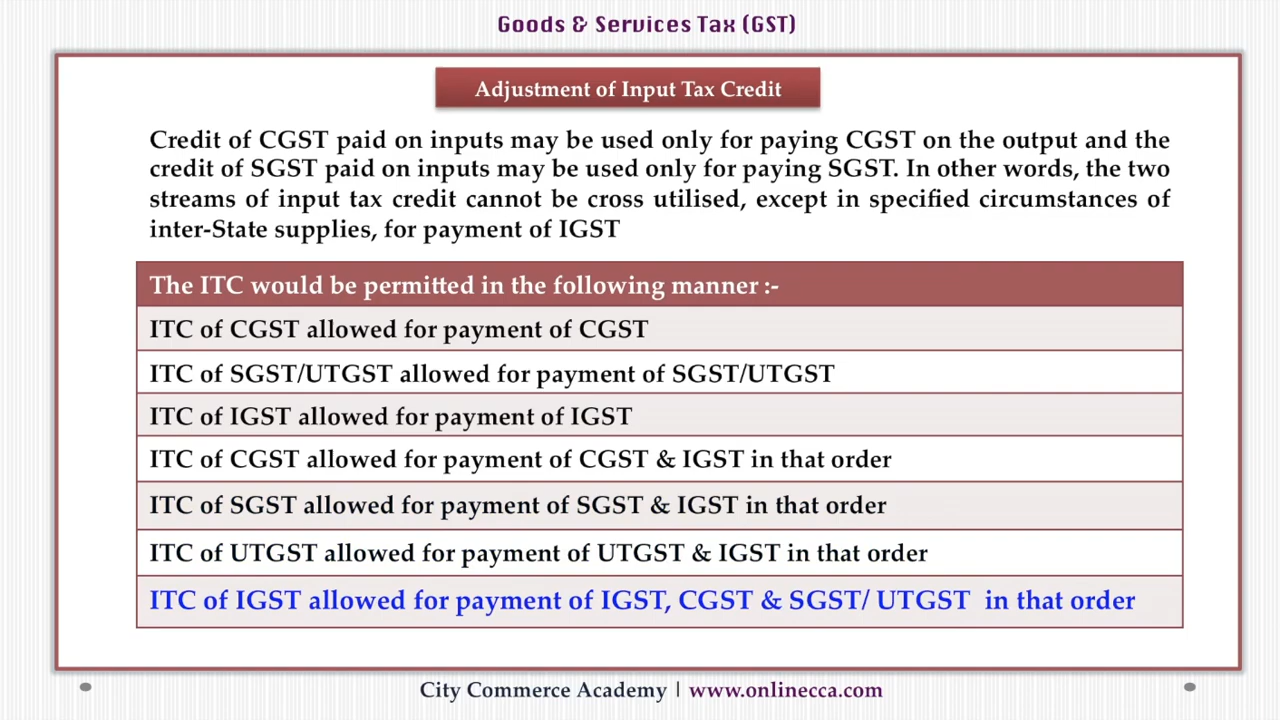 Goods & Services Tax (GST)
Adjustment of Input Tax Credit
Credit of CGST paid on inputs may be used only for paying CGST on the output and the
credit of SGST paid on inputs may be used only for paying SGST. In other words, the two
streams of input tax credit cannot be cross utilised, except in specified circumstances of
inter-State supplies, for payment of IGST
The ITC would be permitted in the following manner :-
ITC of CGST allowed for payment of CGST
ITC of SGST/UTGST allowed for payment of SGST/UTGST
ITC of IGST allowed for payment of IGST
ITC of CGST allowed for payment of CGST & IGST in that order
ITC of SGST allowed for payment of SGST & IGST in that order
ITC of UTGST allowed for payment of UTGST & IGST in that order
ITC of IGST allowed for payment of IGST, CGST & SGST/ UTGST in that order
City Commerce Academy | www.onlinecca.com